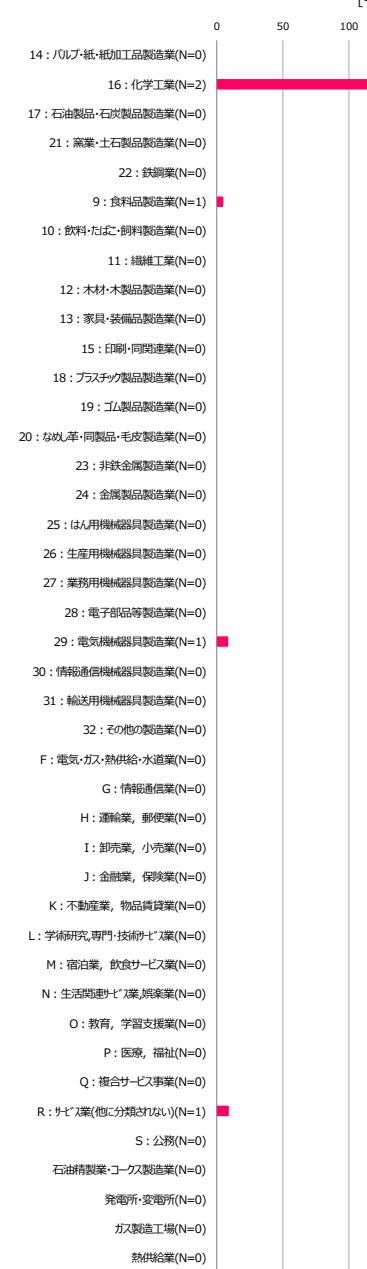 0 50 100
14：パルプ・紙・紙加工品製造業(N=0)
16：化学工業(N=2)
17：石油製品・石炭製品製造業(N=0)
21：窯業・土石製品製造業(N=0)
22：鉄鋼業(N=0)
9：食料品製造業(N=1)
10：飲料・たばこ・飼料製造業(N=0)
11：繊維工業(N=0)
12：木材・木製品製造業(N=0)
13：家具・装備品製造業(N=0)
15：印刷・同関連業(N=0)
18：プラスチック製品製造業(N=0)
19：ゴム製品製造業(N=0)
20：なめし革・同製品・毛皮製造業(N=0)
23：非鉄金属製造業(N=0)
24：金属製品製造業(N=0)
25：はん用機械器具製造業(N=0)
26：生産用機械器具製造業(N=0)
27：業務用機械器具製造業(N=0)
28：電子部品等製造業(N=0)
29：電気機械器具製造業(N=1)
30：情報通信機械器具製造業(N=0)
31：輸送用機械器具製造業(N=0)
32：その他の製造業(N=0)
F：電気・ガス・熱供給・水道業(N=0)
G：情報通信業(N=0)
H：運輸業，郵便業(N=0)
I：卸売業，小売業(N=0)
J：金融業，保険業(N=0)
K：不動産業，物品賃貸業(N=0)
L：学術研究,専門・技術ｻｰﾋﾞｽ業(N=0)
M：宿泊業，飲食サービス業(N=0)
N：生活関連ｻｰﾋﾞｽ業,娯楽業(N=0)
O：教育，学習支援業(N=0)
P：医療，福祉(N=0)
Q：複合サービス事業(N=0)
R：ｻｰﾋﾞｽ業(他に分類されない)(N=1)
S：公務(N=0)
石油精製業・コークス製造業(N=0)
発電所・変電所(N=0)
ガス製造工場(N=0)
熱供給業(N=0)